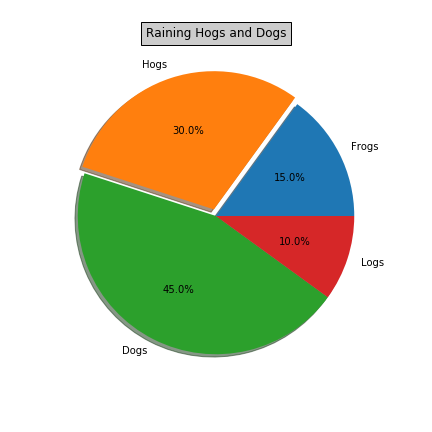 Raining Hogs and Dogs
Hogs
30.0%
Frogs
15.0%
10.0%
Logs
45.0%
Dogs